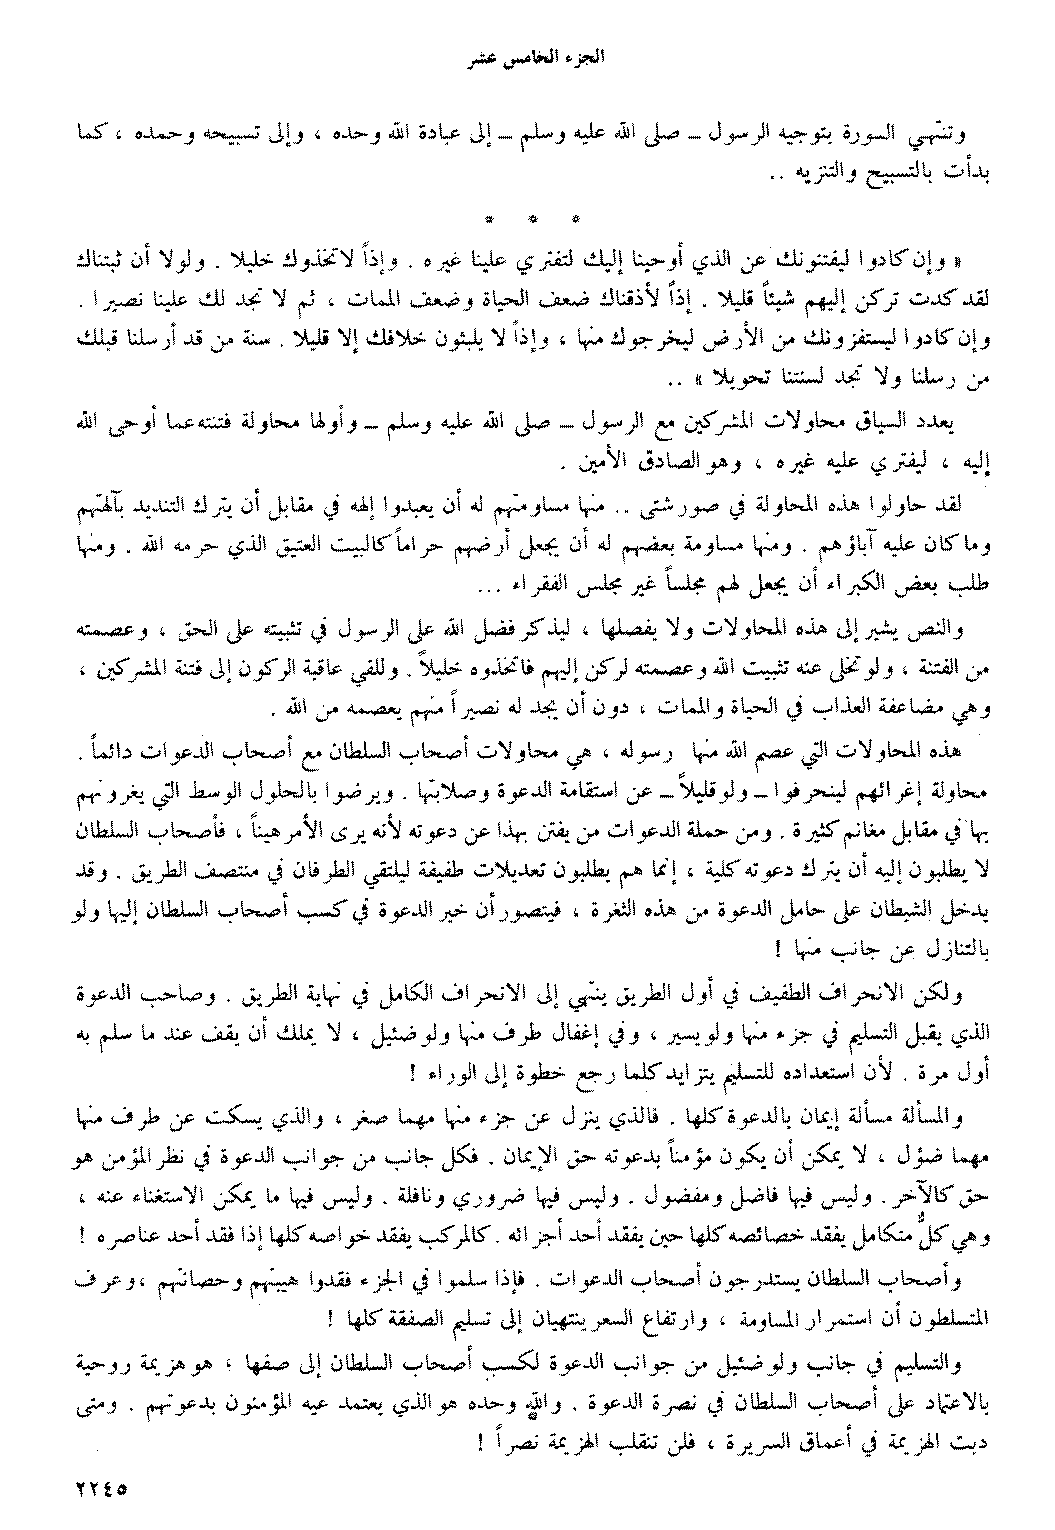 الجزء الخامس عشر
وتنتهي السورة بتوجيه الرسول ـ صلى الله عليه وسلم ـ إلى عبادة الله وحده ، وإلى تسبيحه وحمده ، كما
بدأت بالتسبيح والتنزيه ..
* * *
« وإن كادوا ليفتنونك عن الذي أوحينا إليك لتفتري علينا غيره . وإذاً لاتخذوك خليلا . ولولا أن ثبتناك
لقد كدت تركن إليهم شيئاً قليلا . إذاً لأذقناك ضعف الحياة وضعف الممات ، ثم لا تجد لك علينا نصيرا .
وإن كادوا ليستفزونك من الأرض ليخرجوك منها ، وإذاً لا يلبثون خلافك إلا قليلا . سنة من قد أرسلنا قبلك
من رسلنا ولا تجد لسنتنا تحويلا » ..
يعدد السياق محاولات المشركين مع الرسول ـ صلى الله عليه وسلم ـ وأولها محاولة فتنته عما أوحى الله
إليه ، ليفتري عليه غيره ، وهو الصادق الأمين .
لقد حاولوا هذه المحاولة في صور شتى .. منها مساومتهم له أن يعبدوا إلهه في مقابل أن يترك التنديد بآلهتهم
وما كان عليه آباؤهم . ومنها مساومة بعضهم له أن يجعل أرضهم حراماً كالبيت العتيق الذي حرمه الله . ومنها
طلب بعض الكبراء أن يجعل لهم مجلساً غير مجلس الفقراء ...
والنص يشير إلى هذه المحاولات ولا يفصلها ، ليذكر فضل الله على الرسول في تثبيته على الحق ، وعصمته
من الفتنة ، ولو تخلى عنه تثبيت الله وعصمته لركن إليهم فاتخذوه خليلاً . وللقي عاقبة الركون إلى فتنة المشركين ،
وهي مضاعفة العذاب في الحياة والممات ، دون أن يجد له نصيراً منهم يعصمه من الله .
هذه المحاولات التي عصم الله منها رسوله ، هي محاولات أصحاب السلطان مع أصحاب الدعوات دائماً .
محاولة إغرائهم لينحرفوا ـ ولو قليلاً ـ عن استقامة الدعوة وصلابتها . ويرضوا بالحلول الوسط التي يغرونهم
بها في مقابل مغانم كثيرة . ومن حملة الدعوات من يفتن بهذا عن دعوته لأنه يرى الأمر هيناً ، فأصحاب السلطان
لا يطلبون إليه أن يترك دعوته كلية ، إنما هم يطلبون تعديلات طفيفة ليلتقي الطرفان في منتصف الطريق . وقد
يدخل الشيطان على حامل الدعوة من هذه الثغرة ، فيتصور أن خير الدعوة في كسب أصحاب السلطان إليها ولو
بالتنازل عن جانب منها !
ولكن الانحراف الطفيف في أول الطريق ينتهي إلى الانحراف الكامل في نهاية الطريق . وصاحب الدعوة
الذي يقبل التسليم في جزء منها ولو يسير ، وفي إغفال طرف منها ولو ضئيل ، لا يملك أن يقف عند ما سلم به
أول مرة . لأن استعداده للتسليم يتزايد كلما رجع خطوة إلى الوراء !
والمسألة مسألة إيمان بالدعوة كلها . فالذي ينزل عن جزء منها مهما صغر ، والذي يسكت عن طرف منها
مهما ضؤل ، لا يمكن أن يكون مؤمناً بدعوته حق الإيمان . فكل جانب من جوانب الدعوة في نظر المؤمن هو
حق كالآخر . وليس فيها فاضل ومفضول . وليس فيها ضروري ونافلة . وليس فيها ما يمكن الاستغناء عنه ،
وهي كلٌّ متكامل يفقد خصائصه كلها حين يفقد أحد أجزائه . كالمركب يفقد خواصه كلها إذا فقد أحد عناصره !
وأصحاب السلطان يستدرجون أصحاب الدعوات . فإذا سلموا في الجزء فقدوا هيبتهم وحصانتهم ، وعرف
المتسلطون أن استمرار المساومة ، وارتفاع السعر ينتهيان إلى تسليم الصفقة كلها !
والتسليم في جانب ولو ضئيل من جوانب الدعوة لكسب أصحاب السلطان إلى صفها ؛ هو هزيمة روحية
بالاعتماد على أصحاب السلطان في نصرة الدعوة . والله وحده هو الذي يعتمد عيه المؤمنون بدعوتهم . ومتى
دبت الهزيمة في أعماق السريرة ، فلن تنقلب الهزيمة نصراً !
٢٢٤٥